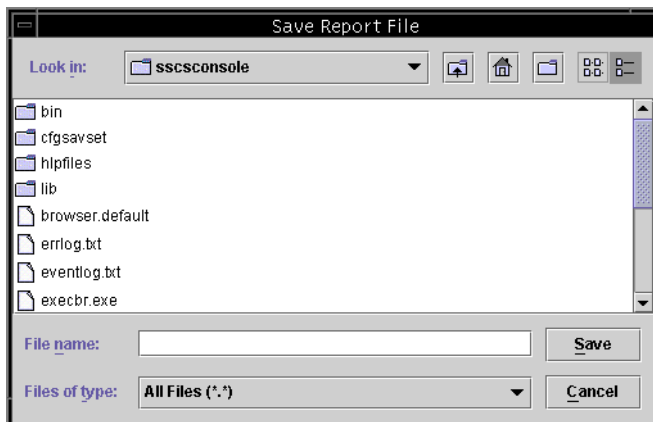 Save Report File
Look in: sscsconsole
bin
cfgsavset
hlpfiles
lib
browser.default
errlog.txt
eventlog.txt
execbr.exe
File name: Save
Files of type: All Files (*.*) Cancel